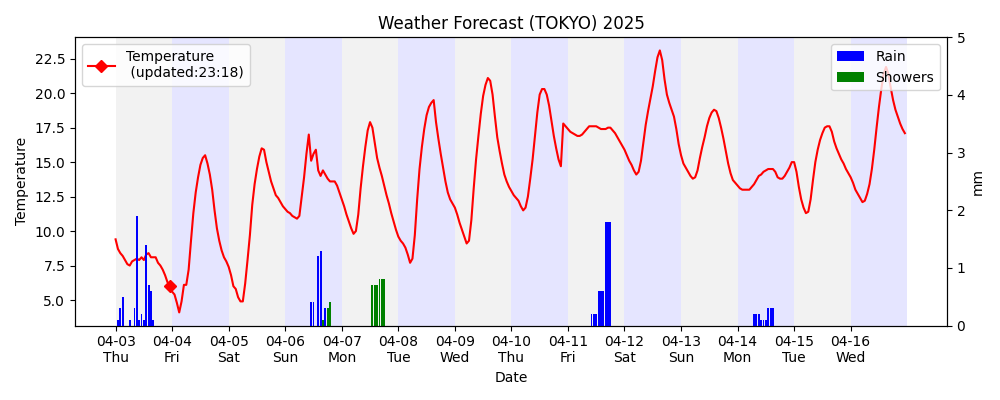 Weather Forecast (TOKYO) 2025
Temperature
(updated:23:18)
Rain
Showers
Temperature
22.5
20.0
17.5
15.0
12.5
10.0
7.5
5.0
5
4
3
2
1
0
mm
04-03 04-04 04-05 04-06 04-07 04-08 04-09 04-10 04-11 04-12 04-13 04-14 04-15 04-16
Thu Fri Sat Sun Mon Tue Wed Thu Fri Sat Sun Mon Tue Wed
Date